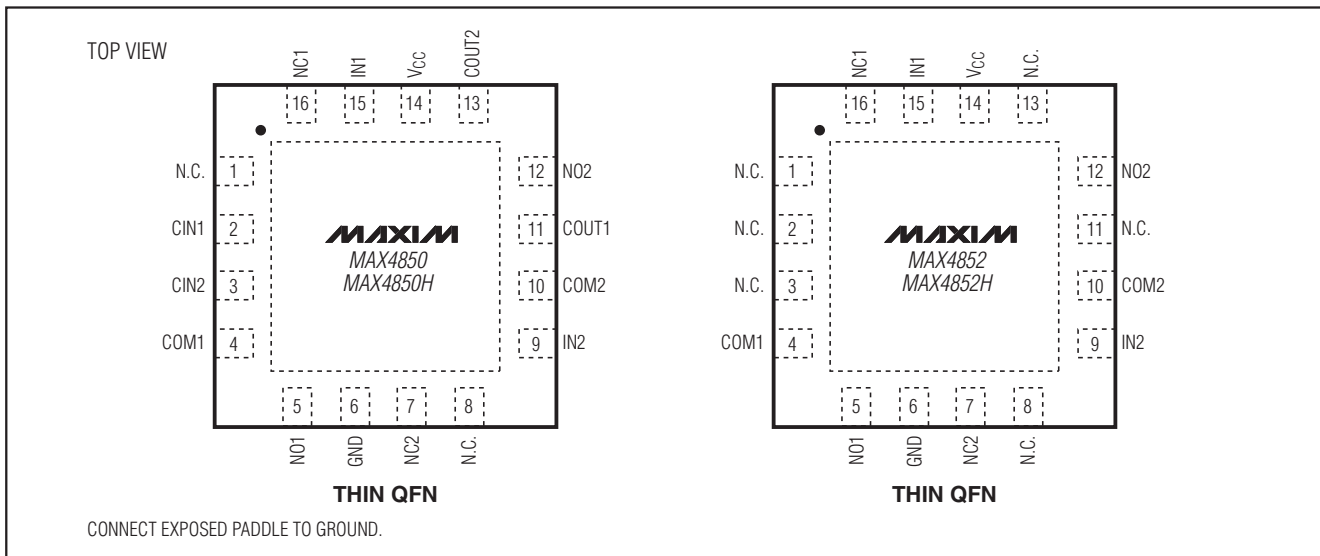 TOP VIEW
NC1 IN1 VCC COUT2
16 15 14 13
N.C. 1 12 NO2
CIN1 2 11 COUT1
CIN2 3 10 COM2
COM1 4 9 IN2
MAXIM
MAX4850
MAX4850H
5 6 7 8
NO1 GND NC2 N.C.
THIN QFN
NC1 IN1 VCC N.C.
16 15 14 13
N.C. 1 12 NO2
N.C. 2 11 N.C.
N.C. 3 10 COM2
COM1 4 9 IN2
MAXIM
MAX4852
MAX4852H
5 6 7 8
NO1 GND NC2 N.C.
THIN QFN
CONNECT EXPOSED PADDLE TO GROUND.